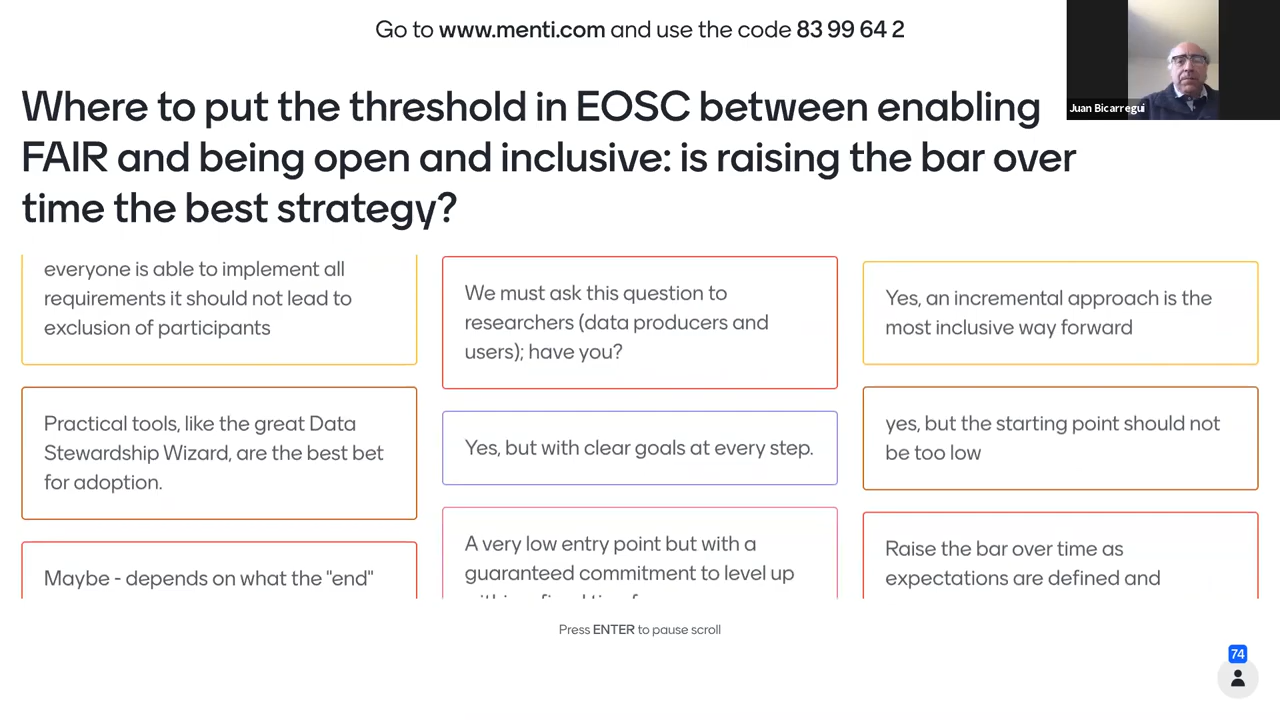 Go to www.menti.com and use the code 83 99 64 2
Juan Bicarregui
Where to put the threshold in EOSC between enabling
FAIR and being open and inclusive: is raising the bar over
time the best strategy?
everyone is able to implement all
requirements it should not lead to
exclusion of participants
Practical tools, like the great Data
Stewardship Wizard, are the best bet
for adoption.
Maybe - depends on what the "end"
We must ask this question to
researchers (data producers and
users); have you?
Yes, but with clear goals at every step.
A very low entry point but with a
guaranteed commitment to level up
Yes, an incremental approach is the
most inclusive way forward
yes, but the starting point should not
be too low
Raise the bar over time as
expectations are defined and
Press ENTER to pause scroll
74